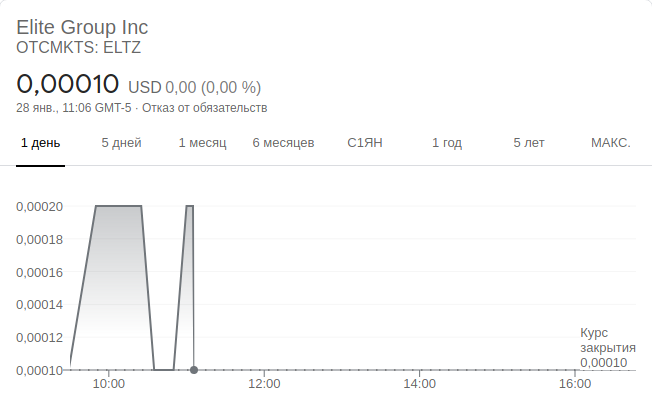 Elite Group Inc
OTCMKTS: ELTZ
0,00010 USD 0,00 (0,00 %)
28 янв., 11:06 GMT-5 · Отказ от обязательств
1 день 5 дней 1 месяц 6 месяцев С1ЯН 1 год 5 лет МАКС.
0,00020
0,00018
0,00016
0,00014
0,00012
0,00010
Курс
закрытия
0,00010
10:00 12:00 14:00 16:00